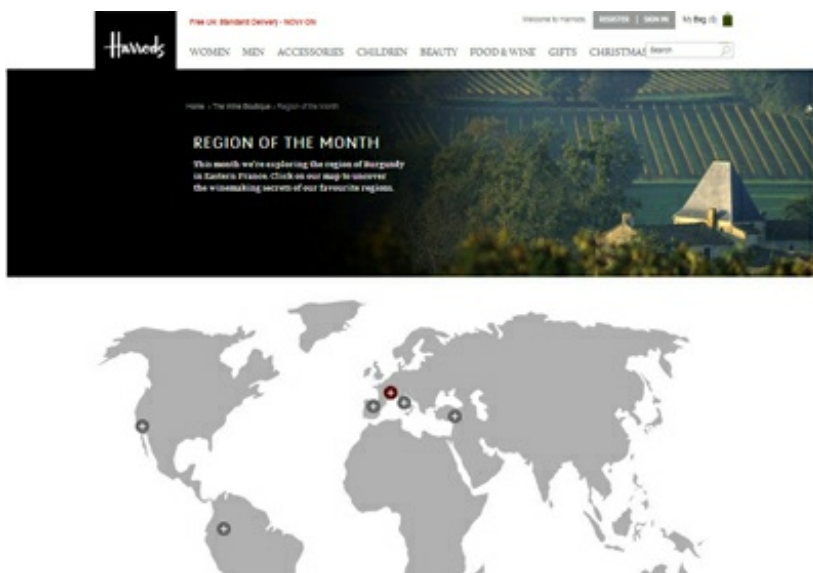 Harrods
Free UK Standard Delivery - NOW ON
Welcome to Harrods. REGISTER | SIGN IN My Bag (0)
WOMEN MEN ACCESSORIES CHILDREN BEAUTY FOOD & WINE GIFTS CHRISTMAS Search
Home > The Wine Boutique > Region of the Month
REGION OF THE MONTH
This month we're exploring the region of Burgundy
in Eastern France. Click on our map to uncover
the winemaking secrets of our favourite regions.